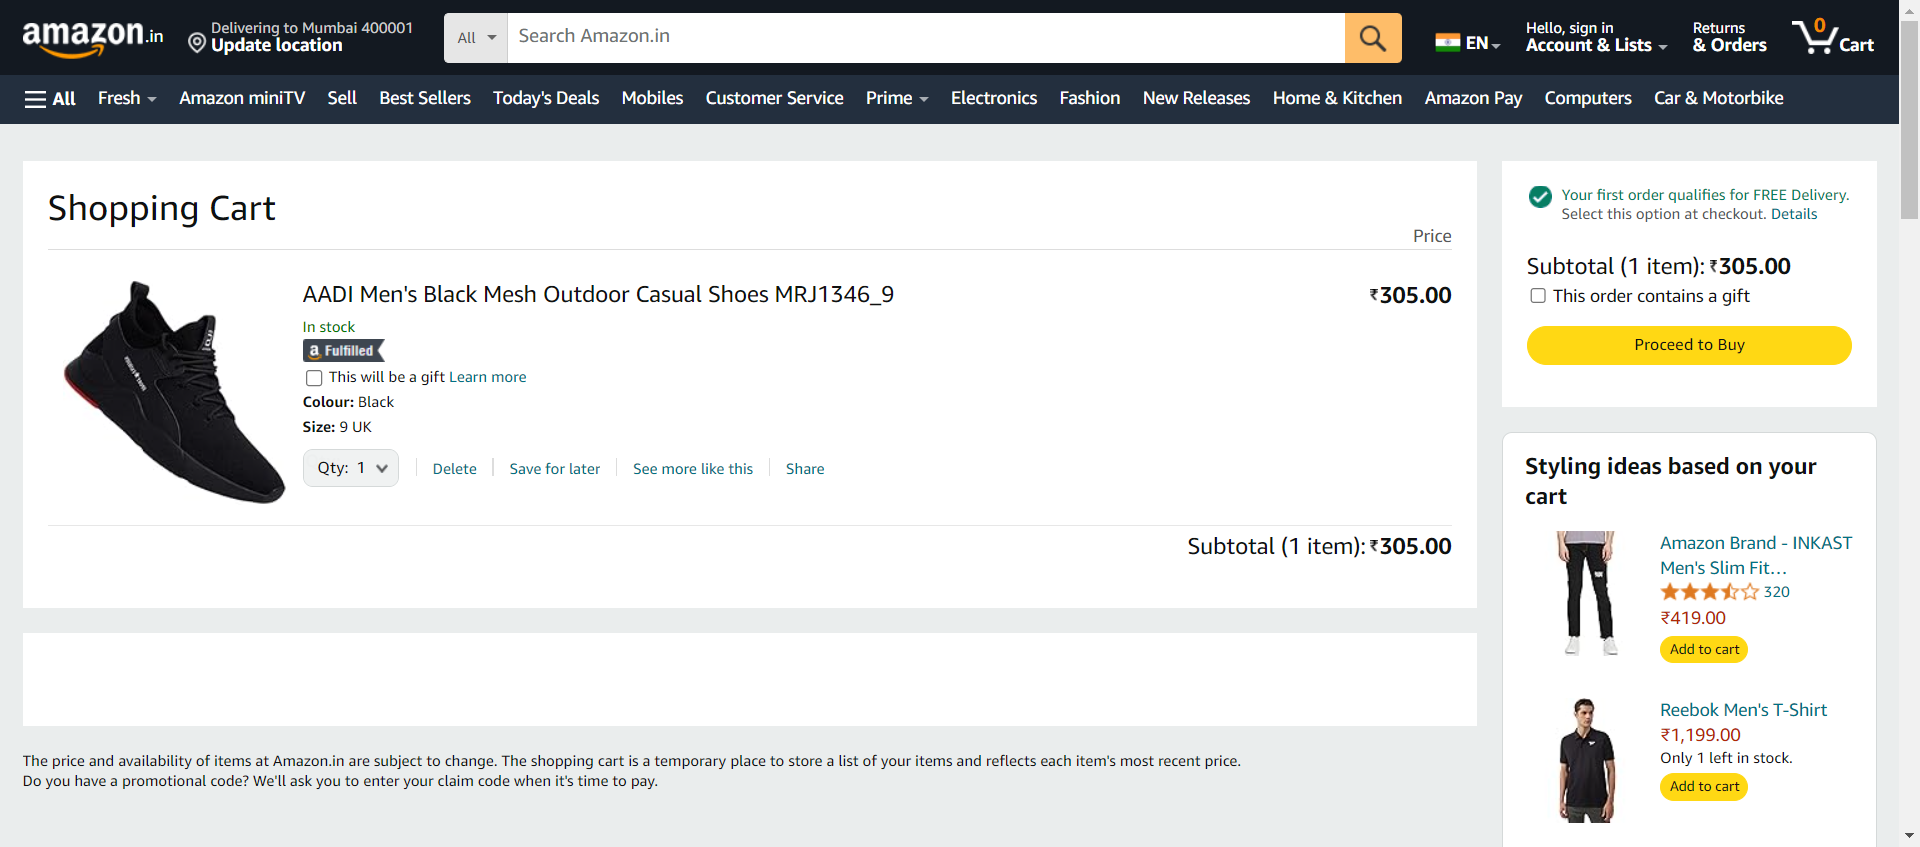 amazon.in
Delivering to Mumbai 400001
Update location
All
Search Amazon.in
EN
Hello, sign in
Account & Lists
Returns
& Orders
0
Cart
All
Fresh
Amazon miniTV
Sell
Best Sellers
Today's Deals
Mobiles
Customer Service
Prime
Electronics
Fashion
New Releases
Home & Kitchen
Amazon Pay
Computers
Car & Motorbike
Shopping Cart
Price
AADI Men's Black Mesh Outdoor Casual Shoes MRJ1346_9
₹305.00
In stock
a Fulfilled
This will be a gift Learn more
Colour: Black
Size: 9 UK
Qty: 1
Delete
Save for later
See more like this
Share
Subtotal (1 item): ₹305.00
The price and availability of items at Amazon.in are subject to change. The shopping cart is a temporary place to store a list of your items and reflects each item's most recent price.
Do you have a promotional code? We'll ask you to enter your claim code when it's time to pay.
Your first order qualifies for FREE Delivery.
Select this option at checkout. Details
Subtotal (1 item): ₹305.00
This order contains a gift
Proceed to Buy
Styling ideas based on your
cart
Amazon Brand - INKAST
Men's Slim Fit…
320
₹419.00
Add to cart
Reebok Men's T-Shirt
₹1,199.00
Only 1 left in stock.
Add to cart